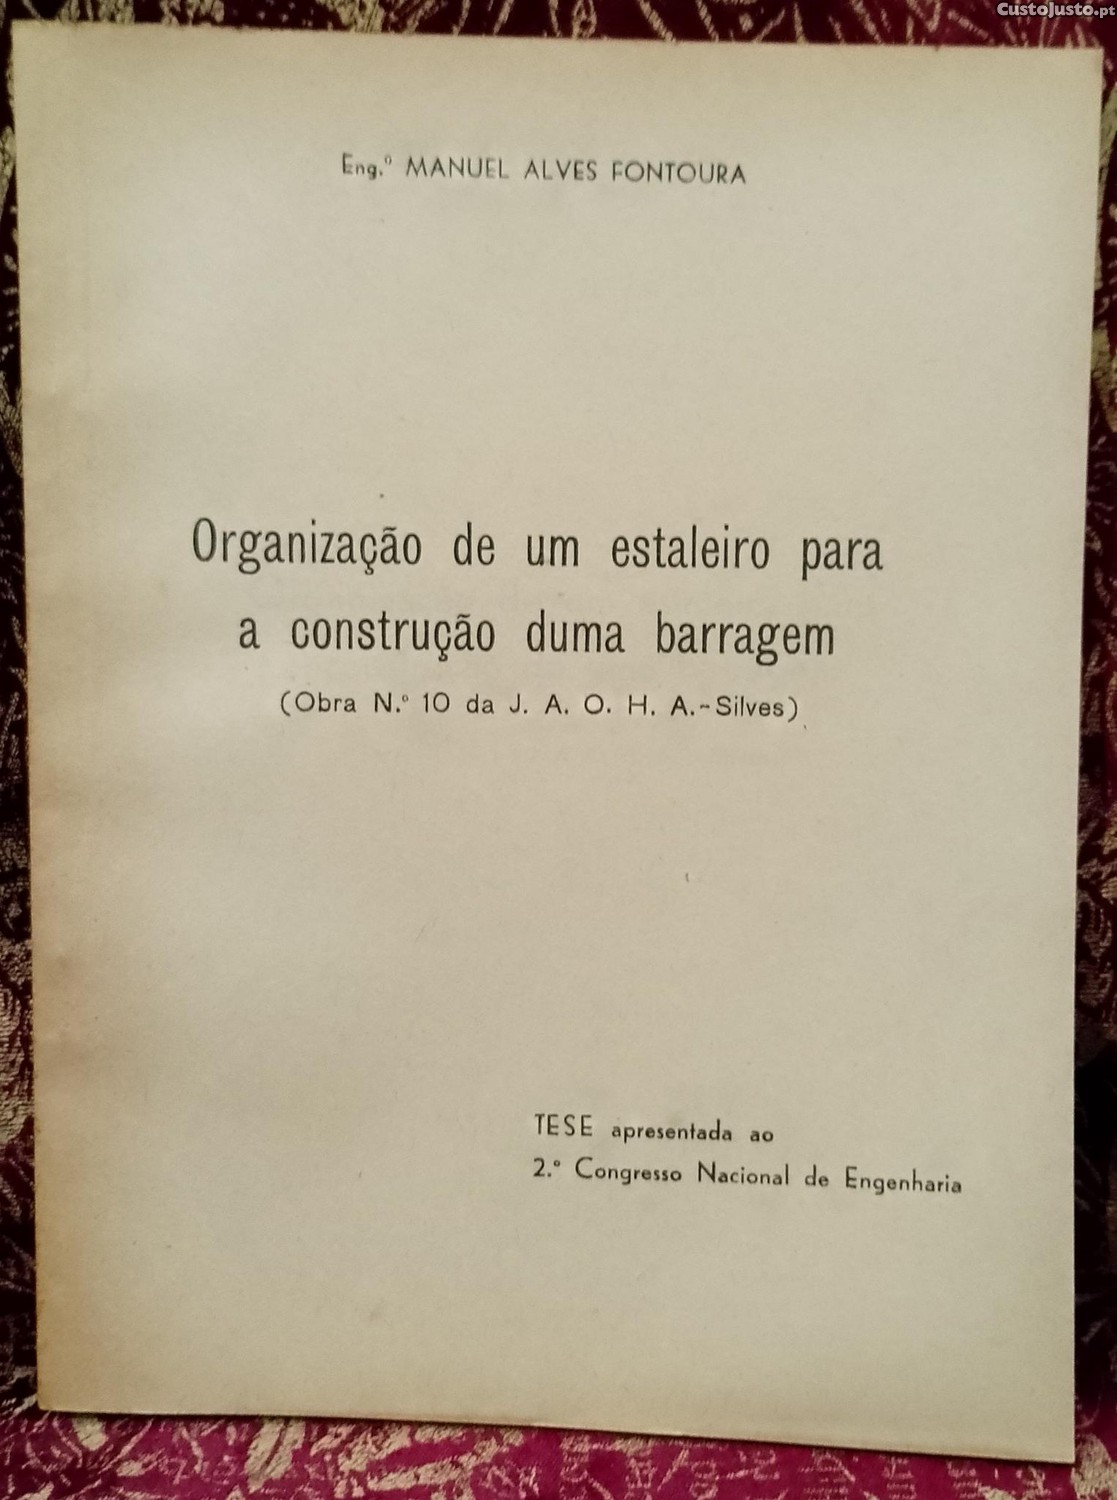 CustoJusto.pt
Eng.º MANUEL ALVES FONTOURA
Organização de um estaleiro para
a construção duma barragem
(Obra N.º 10 da J. A. O. H. A.-Silves)
TESE apresentada ao
2.º Congresso Nacional de Engenharia